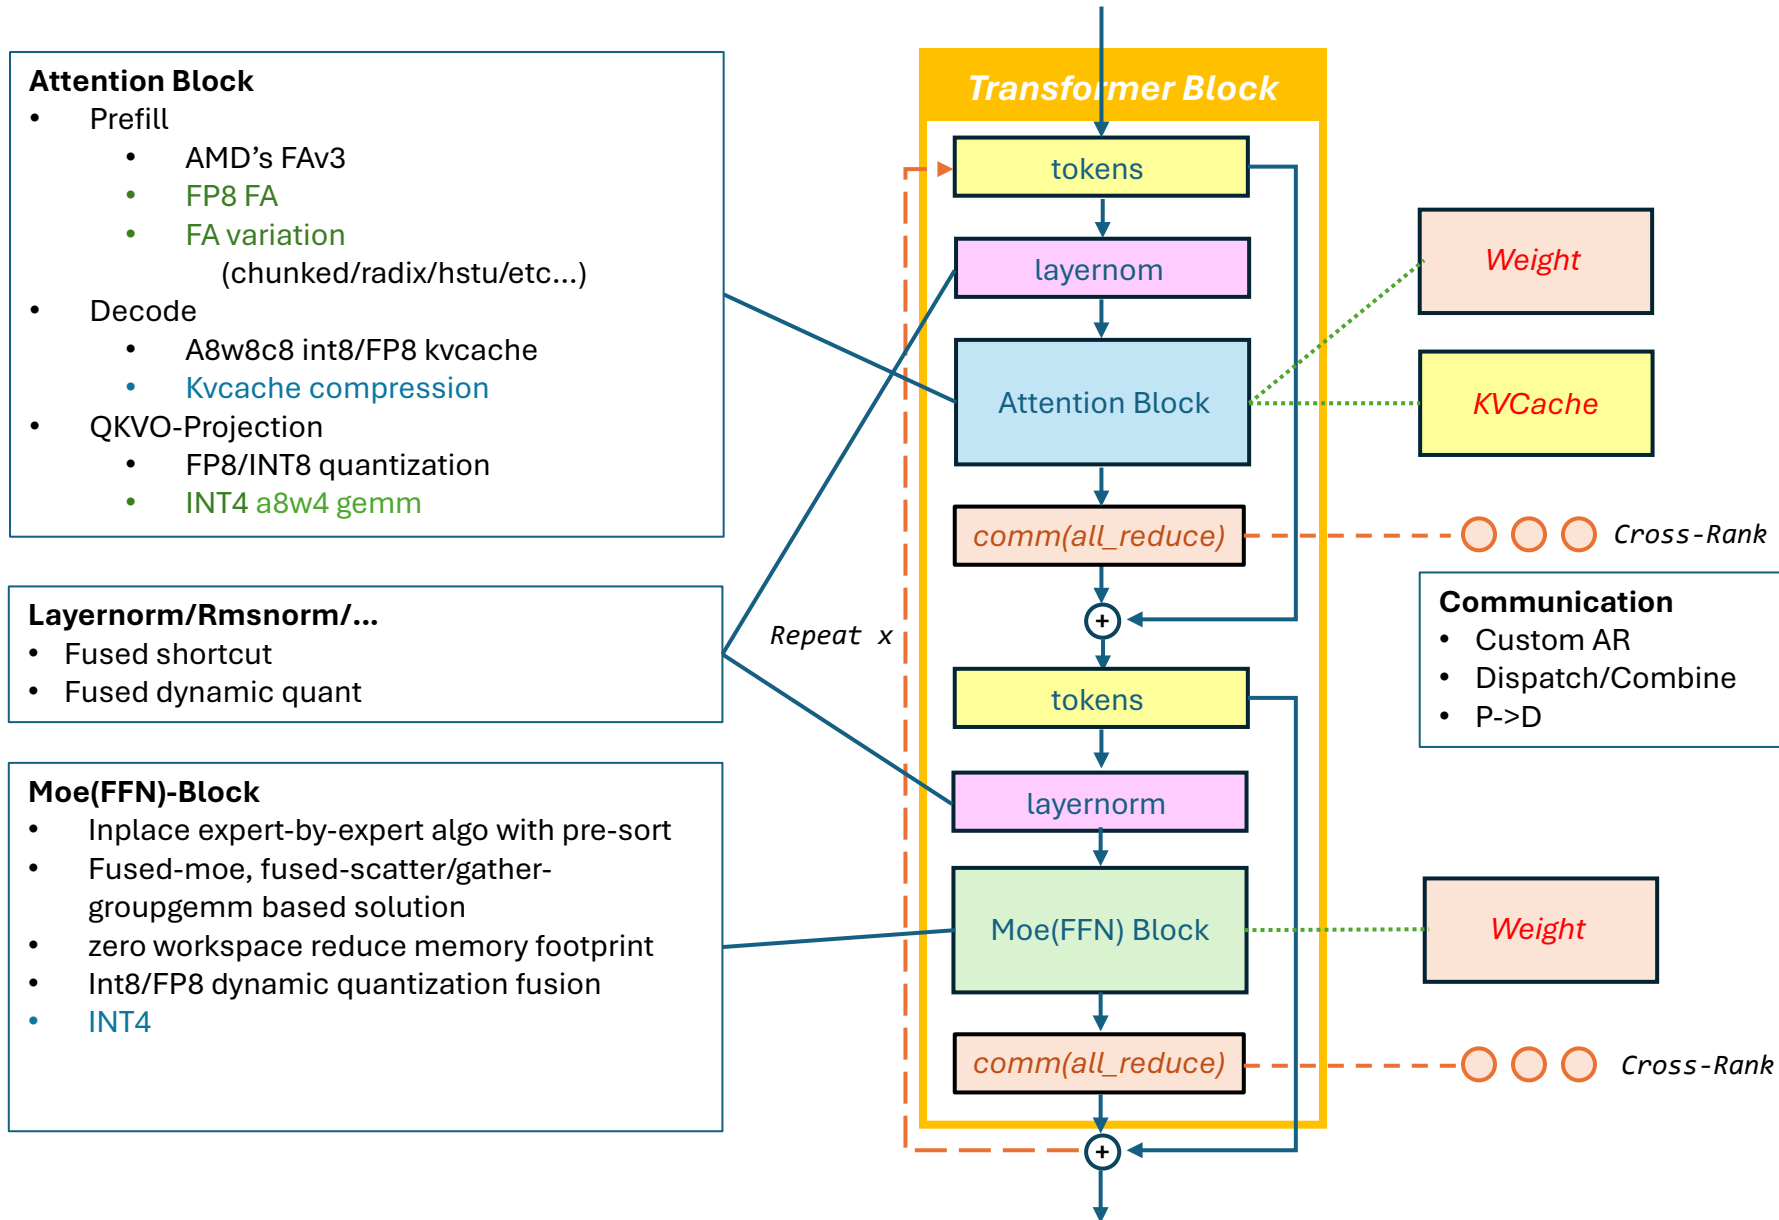 Attention Block
• Prefill
• AMD's FAv3
• FP8 FA
• FA variation
(chunked/radix/hstu/etc...)
• Decode
• A8w8c8 int8/FP8 kvcache
• Kvcache compression
• QKVO-Projection
• FP8/INT8 quantization
• INT4 a8w4 gemm
Layernorm/Rmsnorm/...
• Fused shortcut
• Fused dynamic quant
Moe(FFN)-Block
• Inplace expert-by-expert algo with pre-sort
• Fused-moe, fused-scatter/gather-
groupgemm based solution
• zero workspace reduce memory footprint
• Int8/FP8 dynamic quantization fusion
• INT4
Repeat x
Transformer Block
tokens
layernom
Attention Block
comm(all_reduce)
+
tokens
layernorm
Moe(FFN) Block
comm(all_reduce)
+
Weight
KVCache
Cross-Rank
Communication
• Custom AR
• Dispatch/Combine
• P->D
Weight
Cross-Rank